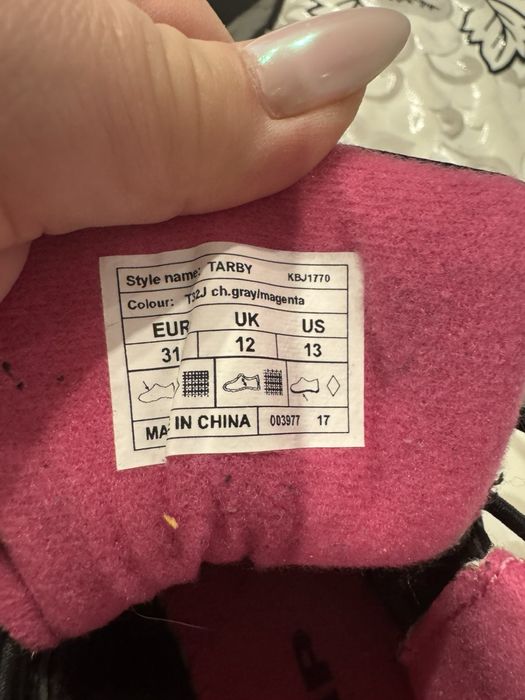 Style name: TARBY KBJ1770
Colour: T32J ch.gray/magenta
EUR UK US
31 12 13
MA IN CHINA 003977 17